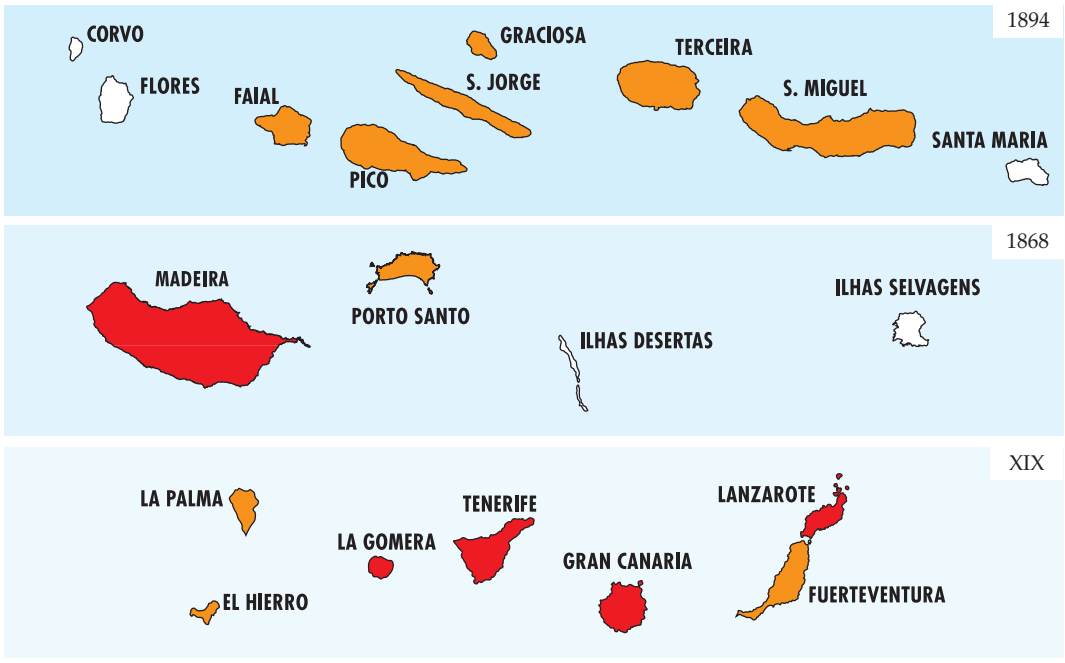 1894
CORVO
FLORES
FAIAL
PICO
GRACIOSA
S. JORGE
TERCEIRA
S. MIGUEL
SANTA MARIA
1868
MADEIRA
PORTO SANTO
ILHAS DESERTAS
ILHAS SELVAGENS
XIX
LA PALMA
EL HIERRO
LA GOMERA
TENERIFE
GRAN CANARIA
LANZAROTE
FUERTEVENTURA